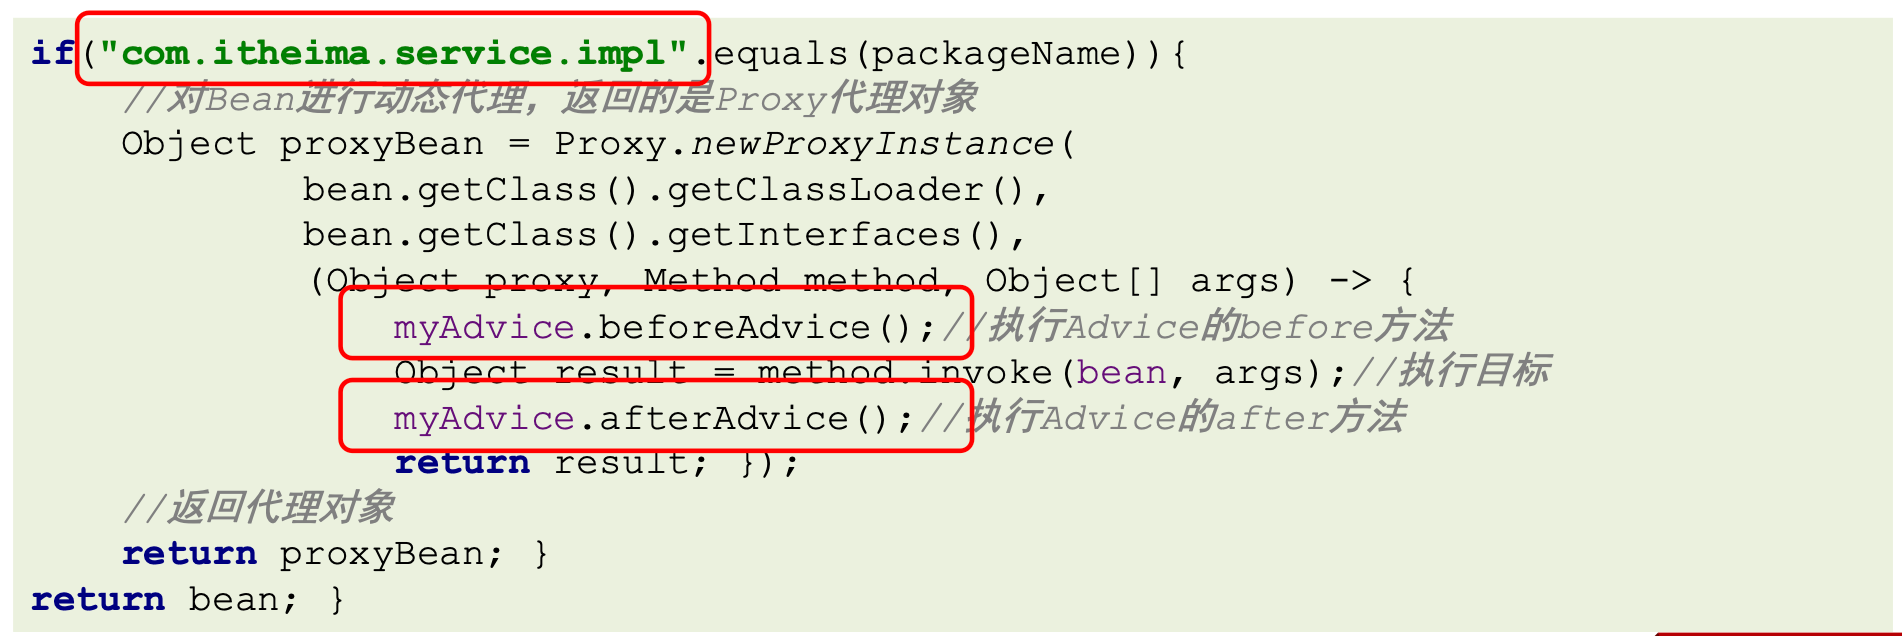 if("com.itheima.service.impl".equals(packageName)){
//对Bean进行动态代理，返回的是Proxy代理对象
Object proxyBean = Proxy.newProxyInstance(
bean.getClass().getClassLoader(),
bean.getClass().getInterfaces(),
(Object proxy, Method method, Object[] args) -> {
myAdvice.beforeAdvice();//执行Advice的before方法
Object result = method.invoke(bean, args);//执行目标
myAdvice.afterAdvice();//执行Advice的after方法
return result; });
//返回代理对象
return proxyBean; }
return bean; }